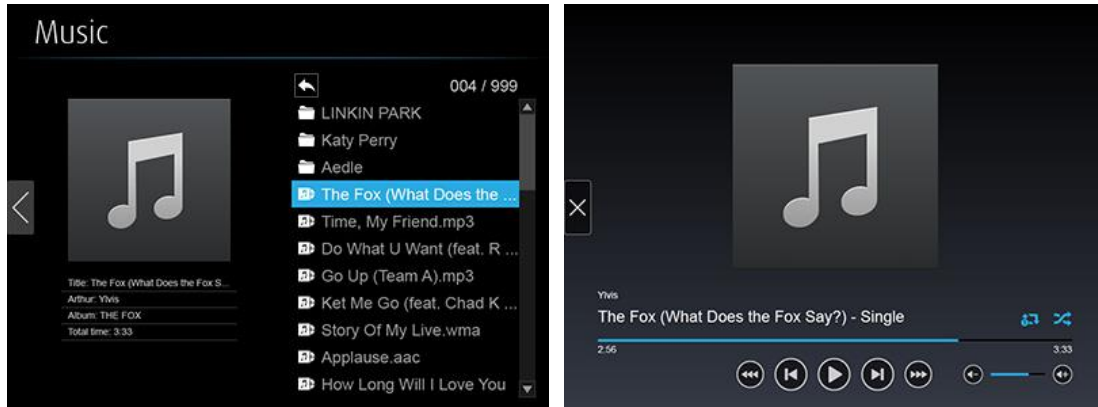 Music
004 / 999
LINKIN PARK
Katy Perry
Aedle
The Fox (What Does the ...
Time, My Friend.mp3
Do What U Want (feat. R ...
Go Up (Team A).mp3
Ket Me Go (feat. Chad K ...
Story Of My Live.wma
Applause.aac
How Long Will I Love You
Title: The Fox (What Does the Fox S...
Arthur: Ylvis
Album: THE FOX
Total time: 3:33
Ylvis
The Fox (What Does the Fox Say?) - Single
2:56
3:33